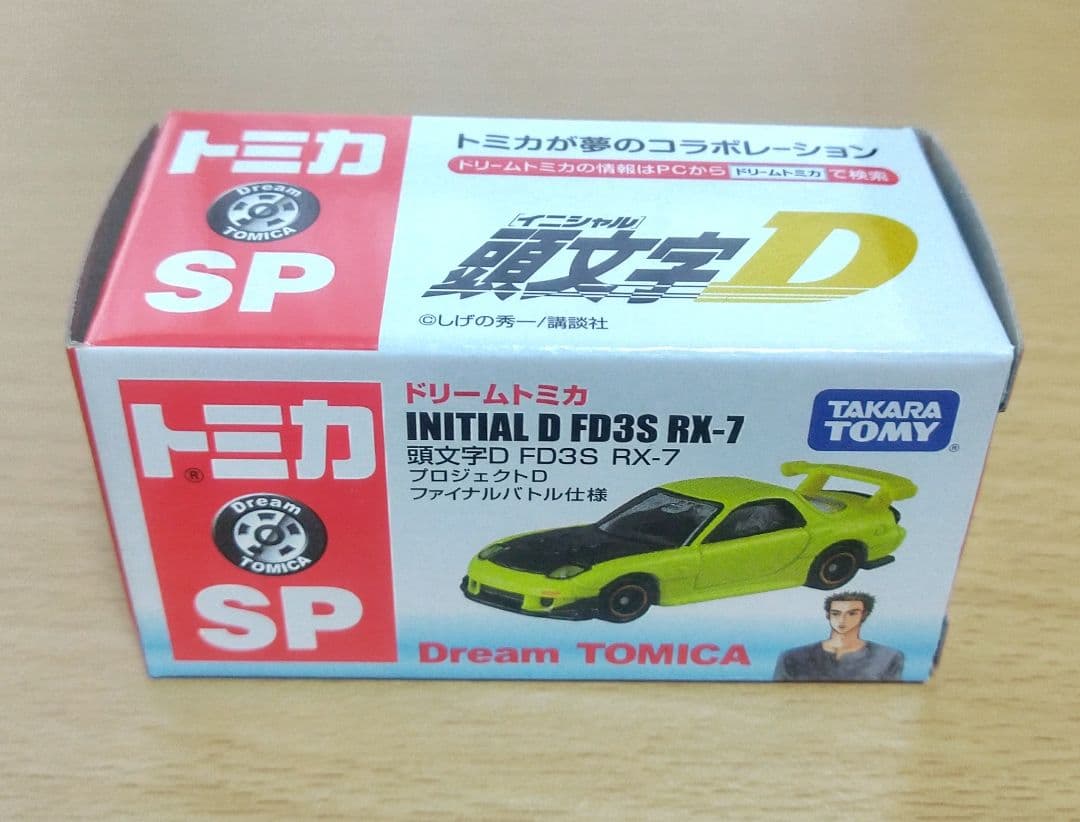 トミカ
Dream
TOMICA
SP
トミカが夢のコラボレーション
ドリームトミカの情報はPCから ドリームトミカ で検索
[イニシャル]
頭文字D
©しげの秀一/講談社
トミカ
®
Dream
TOMICA
SP
ドリームトミカ
INITIAL D FD3S RX-7
頭文字D FD3S RX-7
プロジェクトD
ファイナルバトル仕様
TAKARA
TOMY
®
Dream TOMICA